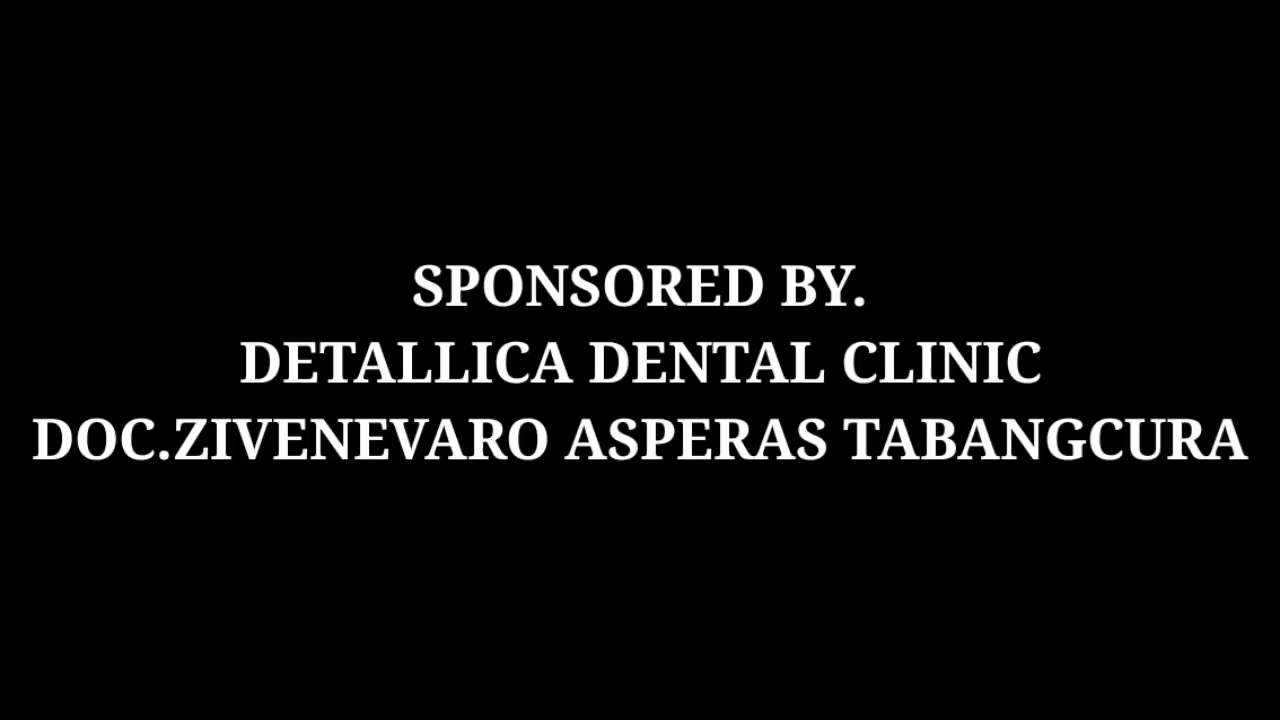 SPONSORED BY.
DETALLICA DENTAL CLINIC
DOC.ZIVENEVARO ASPERAS TABANGCURA